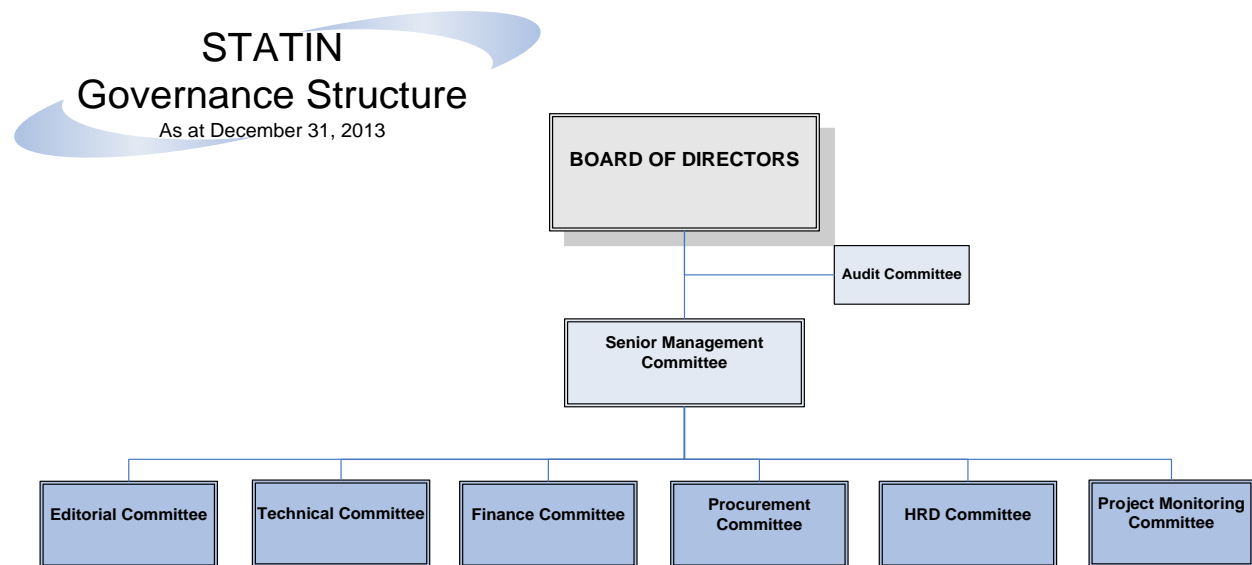 STATIN
Governance Structure
As at December 31, 2013
BOARD OF DIRECTORS
Audit Committee
Senior Management
Committee
Editorial Committee
Technical Committee
Finance Committee
Procurement
Committee
HRD Committee
Project Monitoring
Committee